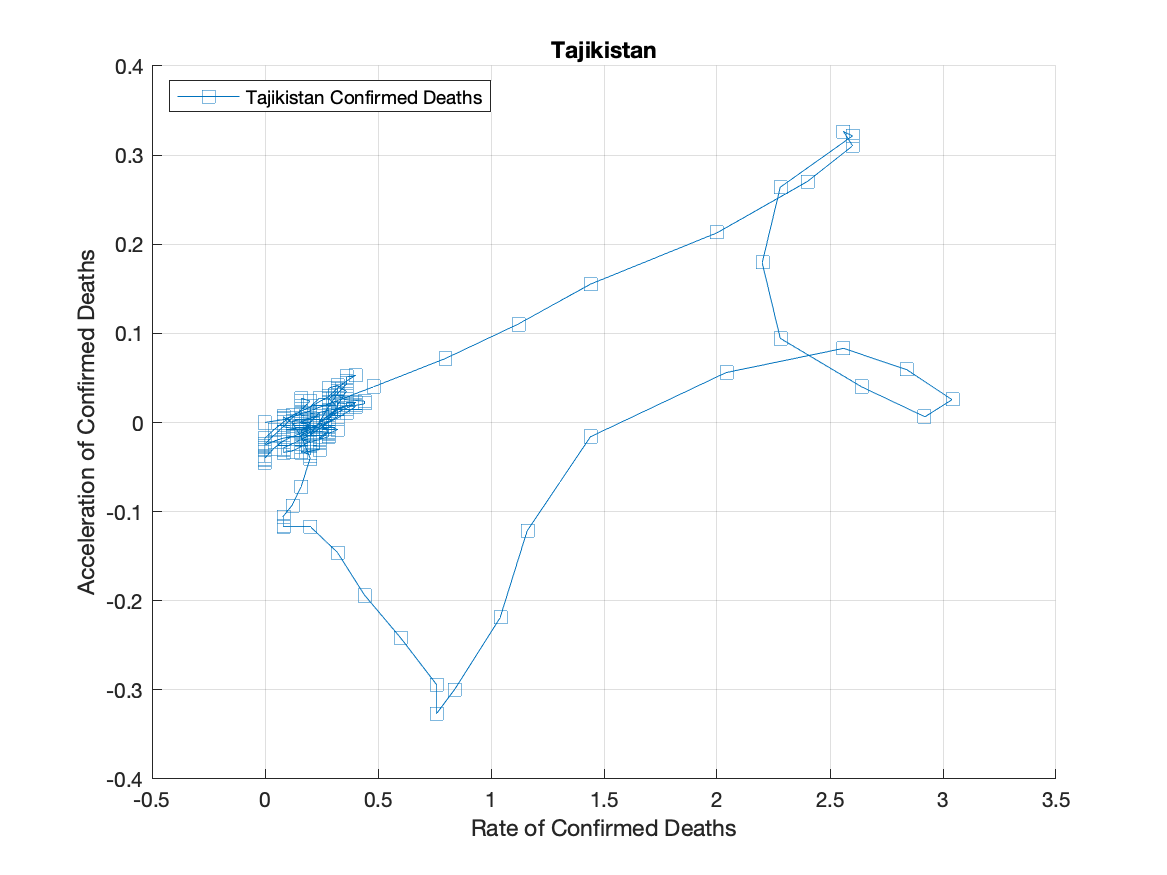 Tajikistan
Tajikistan Confirmed Deaths
0.4
0.3
0.2
0.1
0
-0.1
-0.2
-0.3
-0.4
Acceleration of Confirmed Deaths
-0.5 0 0.5 1 1.5 2 2.5 3 3.5
Rate of Confirmed Deaths